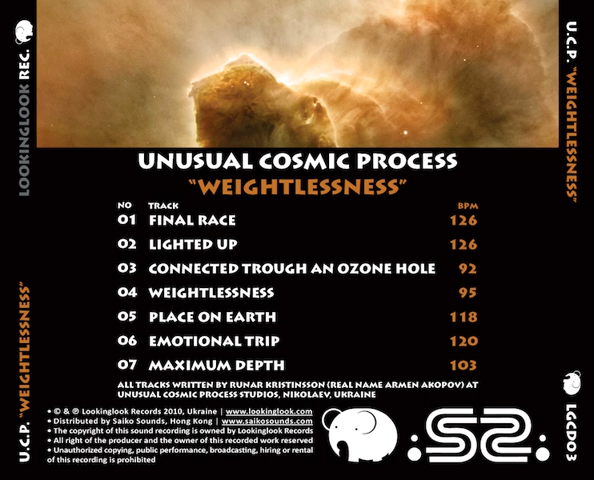 LOOKINGLOOK REC.
U.C.P. "WEIGHTLESSNESS"
UNUSUAL COSMIC PROCESS
"WEIGHTLESSNESS"
NO TRACK BPM
01 FINAL RACE 126
02 LIGHTED UP 126
03 CONNECTED TROUGH AN OZONE HOLE 92
04 WEIGHTLESSNESS 95
05 PLACE ON EARTH 118
06 EMOTIONAL TRIP 120
07 MAXIMUM DEPTH 103
ALL TRACKS WRITTEN BY RUNAR KRISTINSSON (REAL NAME ARMEN AKOPOV) AT
UNUSUAL COSMIC PROCESS STUDIOS, NIKOLAEV, UKRAINE
• © & ℗ Lookinglook Records 2010, Ukraine | www.lookinglook.com
• Distributed by Saiko Sounds, Hong Kong | www.saikosounds.com
• The copyright of this sound recording is owned by Lookinglook Records
• All right of the producer and the owner of this recorded work reserved
• Unauthorized copying, public performance, broadcasting, hiring or rental
of this recording is prohibited
.SS.
U.C.P. "WEIGHTLESSNESS"
LGCD03